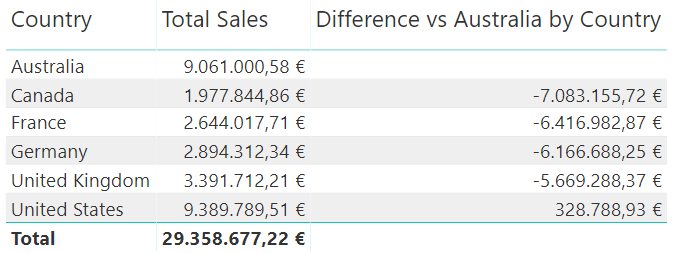 Country Total Sales Difference vs Australia by Country
Australia 9.061.000,58 €
Canada 1.977.844,86 € -7.083.155,72 €
France 2.644.017,71 € -6.416.982,87 €
Germany 2.894.312,34 € -6.166.688,25 €
United Kingdom 3.391.712,21 € -5.669.288,37 €
United States 9.389.789,51 € 328.788,93 €
Total 29.358.677,22 €